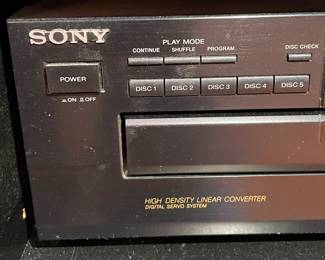 SONY
PLAY MODE
CONTINUE SHUFFLE PROGRAM
DISC CHECK
POWER
DISC 1 DISC 2 DISC 3 DISC 4 DISC 5
ON OFF
HIGH DENSITY LINEAR CONVERTER
DIGITAL SERVO SYSTEM